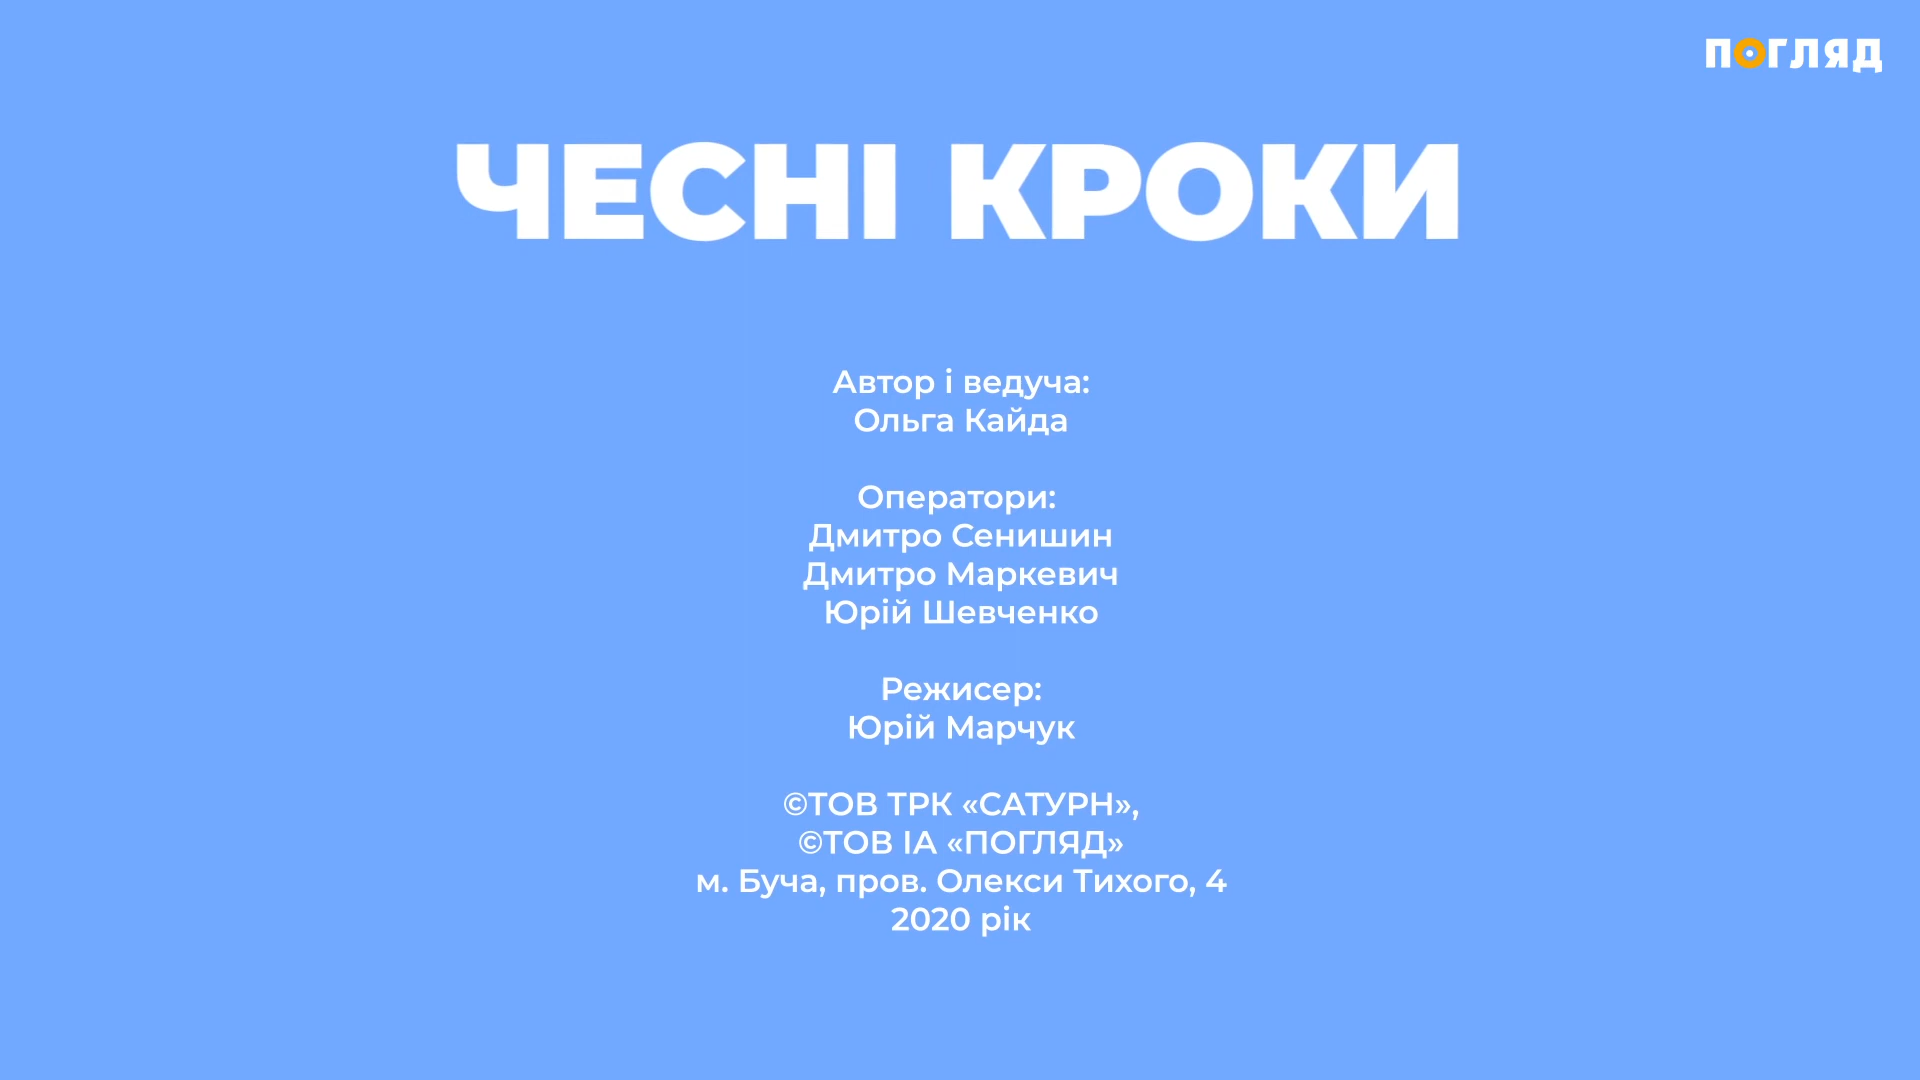 ПОГЛЯД
ЧЕСНІ КРОКИ
Автор і ведуча:
Ольга Кайда
Оператори:
Дмитро Сенишин
Дмитро Маркевич
Юрій Шевченко
Режисер:
Юрій Марчук
©ТОВ ТРК «САТУРН»,
©ТОВ ІА «ПОГЛЯД»
м. Буча, пров. Олекси Тихого, 4
2020 рік